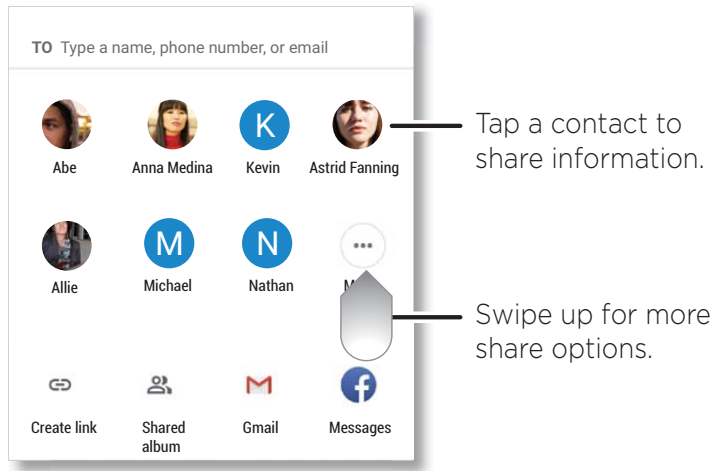 TO Type a name, phone number, or email
Abe Anna Medina Kevin Astrid Fanning
K
Tap a contact to
share information.
M N
Allie Michael Nathan
Swipe up for more
share options.
Create link Shared album Gmail Messages